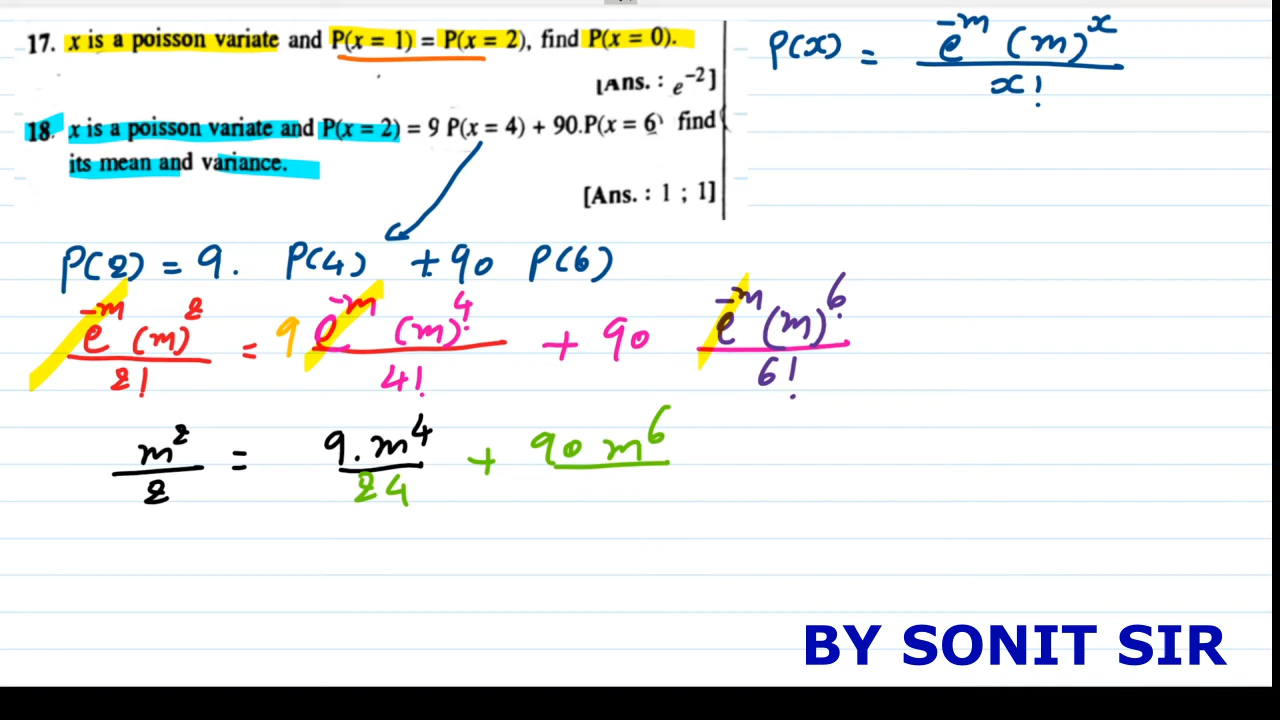 17. x is a poisson variate and P(x = 1) = P(x = 2), find P(x = 0).
[Ans. : e⁻²]
18. x is a poisson variate and P(x = 2) = 9 P(x = 4) + 90.P(x = 6) find
its mean and variance.
[Ans. : 1 ; 1]
P(x) = e^-m (m)^x / x!
P(2) = 9. P(4) + 90 P(6)
e^-m (m)^2 / 2! = 9 e^-m (m)^4 / 4! + 90 e^-m (m)^6 / 6!
m^2 / 2 = 9.m^4 / 24 + 90 m^6
BY SONIT SIR